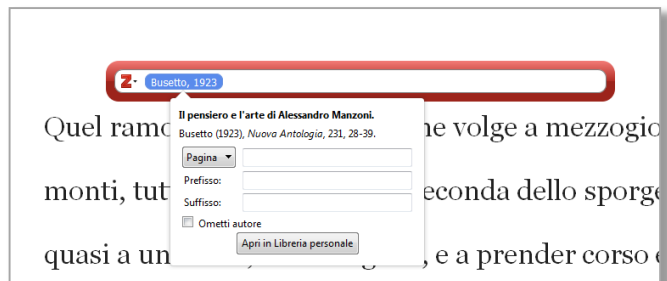 Z
Busetto, 1923
Il pensiero e l'arte di Alessandro Manzoni.
Busetto (1923), Nuova Antologia, 231, 28-39.
Pagina
Prefisso:
Suffisso:
Ometti autore
Apri in Libreria personale
Quel ramo ne volge a mezzogio
monti, tut econda dello sporge
quasi a un , e a prender corso e